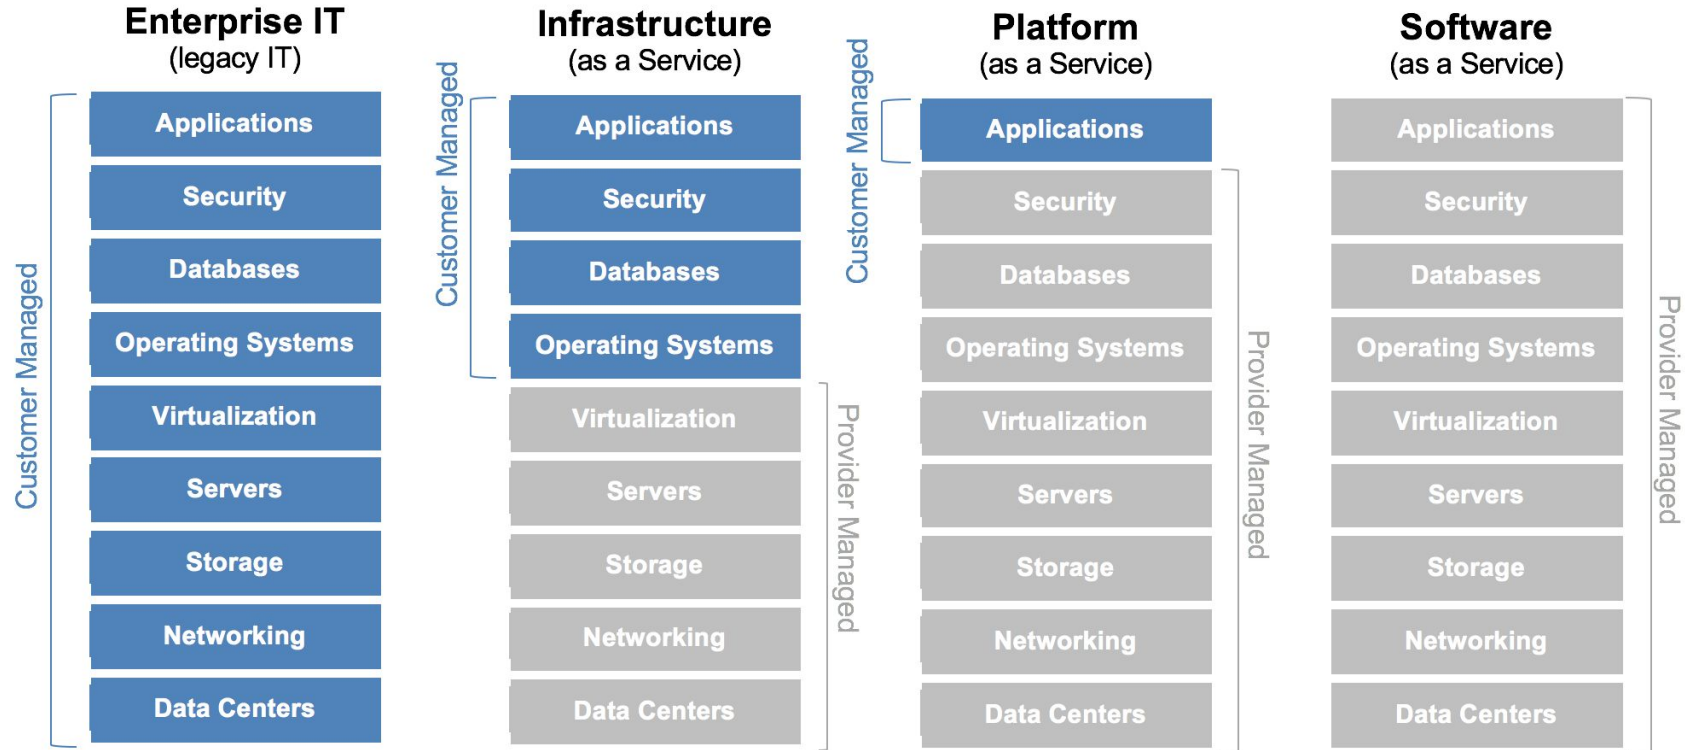 Enterprise IT
(legacy IT)
Customer Managed
Applications
Security
Databases
Operating Systems
Virtualization
Servers
Storage
Networking
Data Centers
Infrastructure
(as a Service)
Customer Managed
Applications
Security
Databases
Operating Systems
Virtualization
Servers
Storage
Networking
Data Centers
Provider Managed
Platform
(as a Service)
Customer Managed
Applications
Security
Databases
Operating Systems
Virtualization
Servers
Storage
Networking
Data Centers
Provider Managed
Software
(as a Service)
Applications
Security
Databases
Operating Systems
Virtualization
Servers
Storage
Networking
Data Centers
Provider Managed